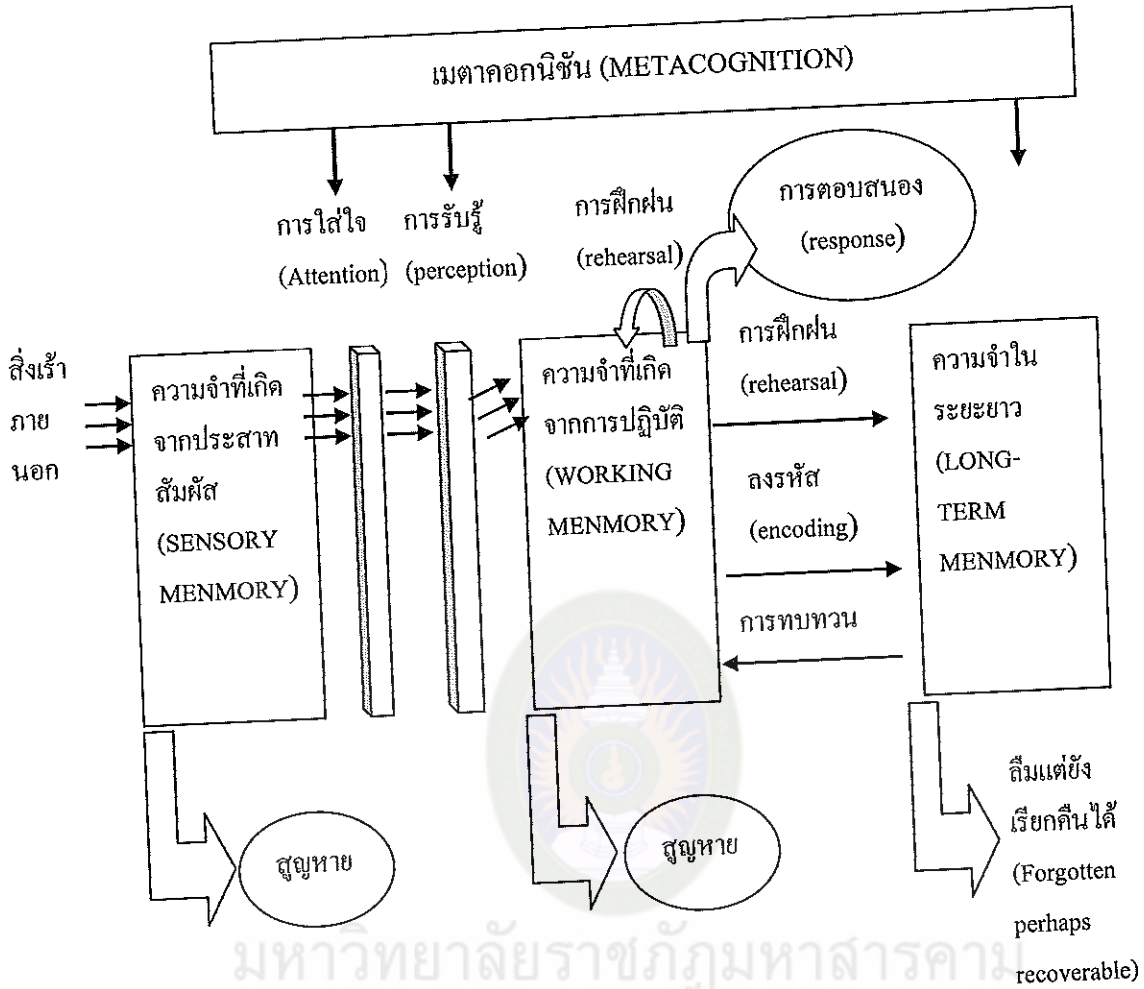 เมตาคอกนิชัน (METACOGNITION)
การใส่ใจ
(Attention)
การรับรู้
(perception)
การฝึกฝน
(rehearsal)
การตอบสนอง
(response)
สิ่งเร้า
ภาย
นอก
ความจำที่เกิด
จากประสาท
สัมผัส
(SENSORY
MENMORY)
ความจำที่เกิด
จากการปฏิบัติ
(WORKING
MENMORY)
การฝึกฝน
(rehearsal)
ลงรหัส
(encoding)
การทบทวน
ความจำใน
ระยะยาว
(LONG-
TERM
MENMORY)
สูญหาย
สูญหาย
ลืมแต่ยัง
เรียกคืนได้
(Forgotten
perhaps
recoverable)
มหาวิทยาลัยราชภัฏมหาสารคาม